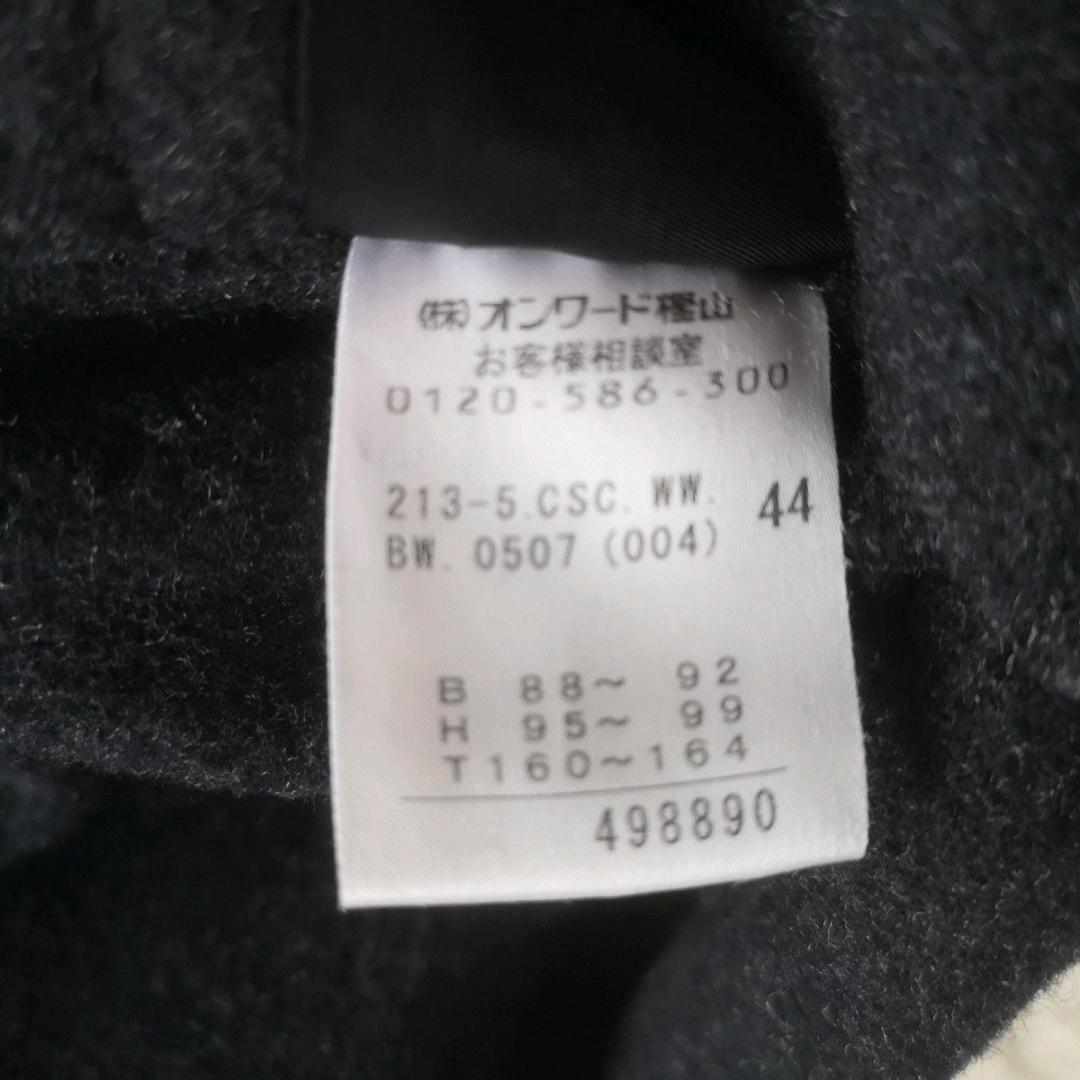 ㈱オンワード樫山
お客様相談室
0120-586-300
213-5.CSC. WW. 44
BW. 0507 (004)
B 88~ 92
H 95~ 99
T160~164
498890